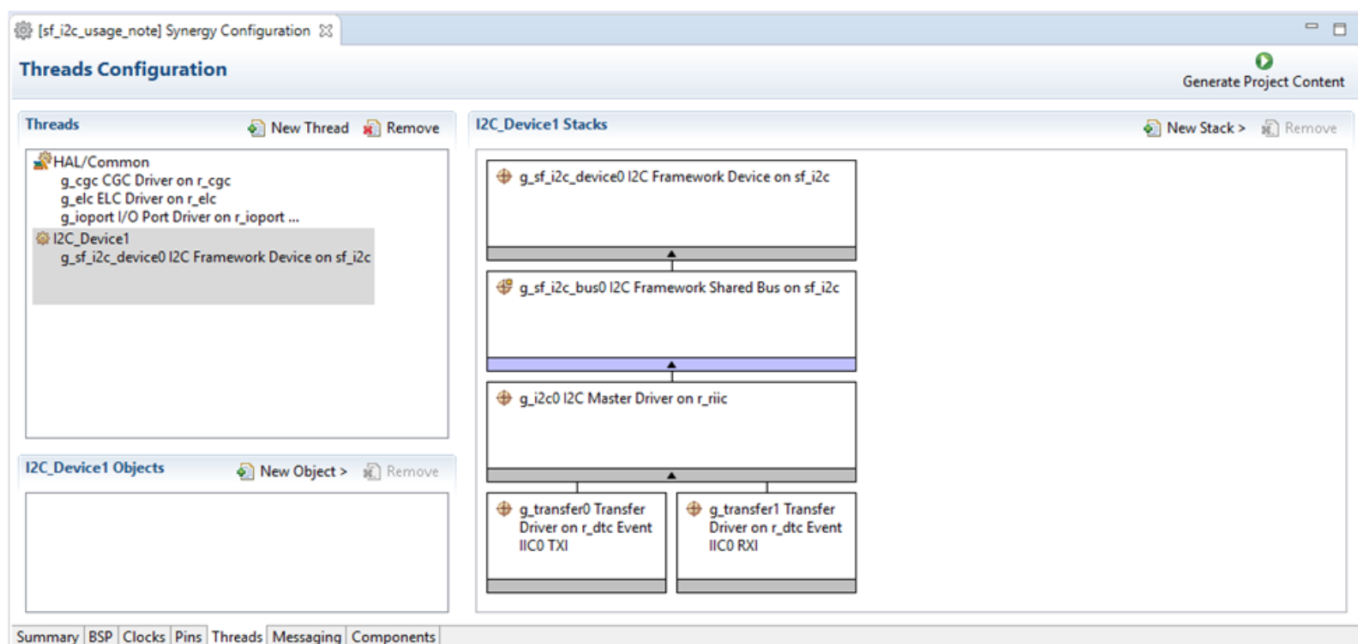 [sf_i2c_usage_note] Synergy Configuration
Threads Configuration
Generate Project Content
Threads
New Thread
Remove
HAL/Common
g_cgc CGC Driver on r_cgc
g_elc ELC Driver on r_elc
g_ioport I/O Port Driver on r_ioport ...
I2C_Device1
g_sf_i2c_device0 I2C Framework Device on sf_i2c
I2C_Device1 Objects
New Object >
Remove
I2C_Device1 Stacks
New Stack >
Remove
g_sf_i2c_device0 I2C Framework Device on sf_i2c
g_sf_i2c_bus0 I2C Framework Shared Bus on sf_i2c
g_i2c0 I2C Master Driver on r_riic
g_transfer0 Transfer
Driver on r_dtc Event
IIC0 TXI
g_transfer1 Transfer
Driver on r_dtc Event
IIC0 RXI
Summary BSP Clocks Pins Threads Messaging Components